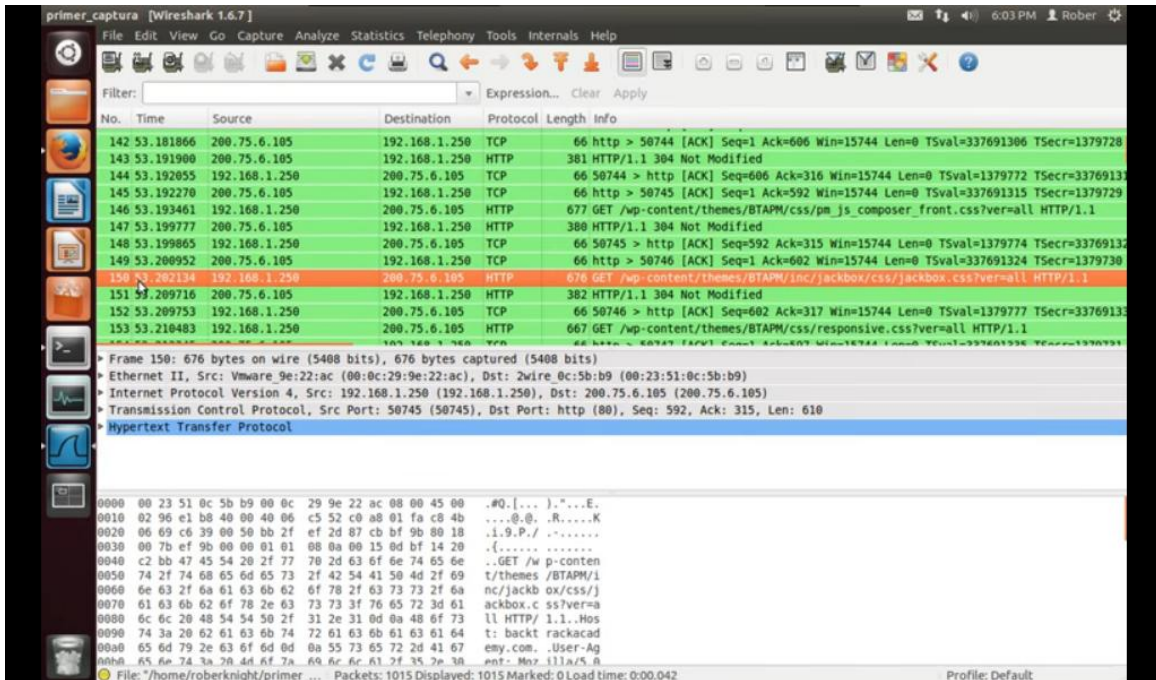 primer_captura [Wireshark 1.6.7 ]
6:03 PM Rober
File Edit View Go Capture Analyze Statistics Telephony Tools Internals Help
Filter: Expression... Clear Apply
No. Time Source Destination Protocol Length Info
142 53.181866 200.75.6.105 192.168.1.250 TCP 66 http > 50744 [ACK] Seq=1 Ack=606 Win=15744 Len=0 TSval=337691306 TSecr=1379728
143 53.191900 200.75.6.105 192.168.1.250 HTTP 381 HTTP/1.1 304 Not Modified
144 53.192055 192.168.1.250 200.75.6.105 TCP 66 50744 > http [ACK] Seq=606 Ack=316 Win=15744 Len=0 TSval=1379772 TSecr=33769131
145 53.192270 200.75.6.105 192.168.1.250 TCP 66 http > 50745 [ACK] Seq=1 Ack=592 Win=15744 Len=0 TSval=337691315 TSecr=1379729
146 53.193461 192.168.1.250 200.75.6.105 HTTP 677 GET /wp-content/themes/BTAPM/css/pm_js_composer_front.css?ver=all HTTP/1.1
147 53.199777 200.75.6.105 192.168.1.250 HTTP 380 HTTP/1.1 304 Not Modified
148 53.199865 192.168.1.250 200.75.6.105 TCP 66 50745 > http [ACK] Seq=592 Ack=315 Win=15744 Len=0 TSval=1379774 TSecr=33769132
149 53.200952 200.75.6.105 192.168.1.250 TCP 66 http > 50746 [ACK] Seq=1 Ack=602 Win=15744 Len=0 TSval=337691324 TSecr=1379730
150 53.202134 192.168.1.250 200.75.6.105 HTTP 676 GET /wp-content/themes/BTAPM/inc/jackbox/css/jackbox.css?ver=all HTTP/1.1
151 53.209716 200.75.6.105 192.168.1.250 HTTP 382 HTTP/1.1 304 Not Modified
152 53.209753 192.168.1.250 200.75.6.105 TCP 66 50746 > http [ACK] Seq=602 Ack=317 Win=15744 Len=0 TSval=1379777 TSecr=33769133
153 53.210483 192.168.1.250 200.75.6.105 HTTP 667 GET /wp-content/themes/BTAPM/css/responsive.css?ver=all HTTP/1.1
Frame 150: 676 bytes on wire (5408 bits), 676 bytes captured (5408 bits)
Ethernet II, Src: Vmware_9e:22:ac (00:0c:29:9e:22:ac), Dst: 2wire_0c:5b:b9 (00:23:51:0c:5b:b9)
Internet Protocol Version 4, Src: 192.168.1.250 (192.168.1.250), Dst: 200.75.6.105 (200.75.6.105)
Transmission Control Protocol, Src Port: 50745 (50745), Dst Port: http (80), Seq: 592, Ack: 315, Len: 610
Hypertext Transfer Protocol
0000 00 23 51 0c 5b b9 00 0c 29 9e 22 ac 08 00 45 00 .#Q.[... )."...E.
0010 02 96 e1 b8 40 00 40 06 c5 52 c0 a8 01 fa c8 4b ....@.@. .R.....K
0020 06 69 c6 39 00 50 bb 2f ef 2d 87 cb bf 9b 80 18 .i.9.P./ .-......
0030 00 7b ef 9b 00 00 01 01 08 0a 00 15 0d bf 14 20 .{...... .......
0040 c2 bb 47 45 54 20 2f 77 70 2d 63 6f 6e 74 65 6e ..GET /w p-conten
0050 74 2f 74 68 65 6d 65 73 2f 42 54 41 50 4d 2f 69 t/themes /BTAPM/i
0060 6e 63 2f 6a 61 63 6b 62 6f 78 2f 63 73 73 2f 6a nc/jackb ox/css/j
0070 61 63 6b 62 6f 78 2e 63 73 73 3f 76 65 72 3d 61 ackbox.c ss?ver=a
0080 6c 6c 20 48 54 54 50 2f 31 2e 31 0d 0a 48 6f 73 ll HTTP/ 1.1..Hos
0090 74 3a 20 62 61 63 6b 74 72 61 63 6b 61 63 61 64 t: backt rackacad
00a0 65 6d 79 2e 63 6f 6d 0d 0a 55 73 65 72 2d 41 67 emy.com. .User-Ag
00b0 65 6e 74 3a 20 4d 6f 7a 69 6c 6c 61 2f 35 2e 30 ent: Moz illa/5.0
File: "/home/roberknight/primer ... Packets: 1015 Displayed: 1015 Marked: 0 Load time: 0:00.042 Profile: Default